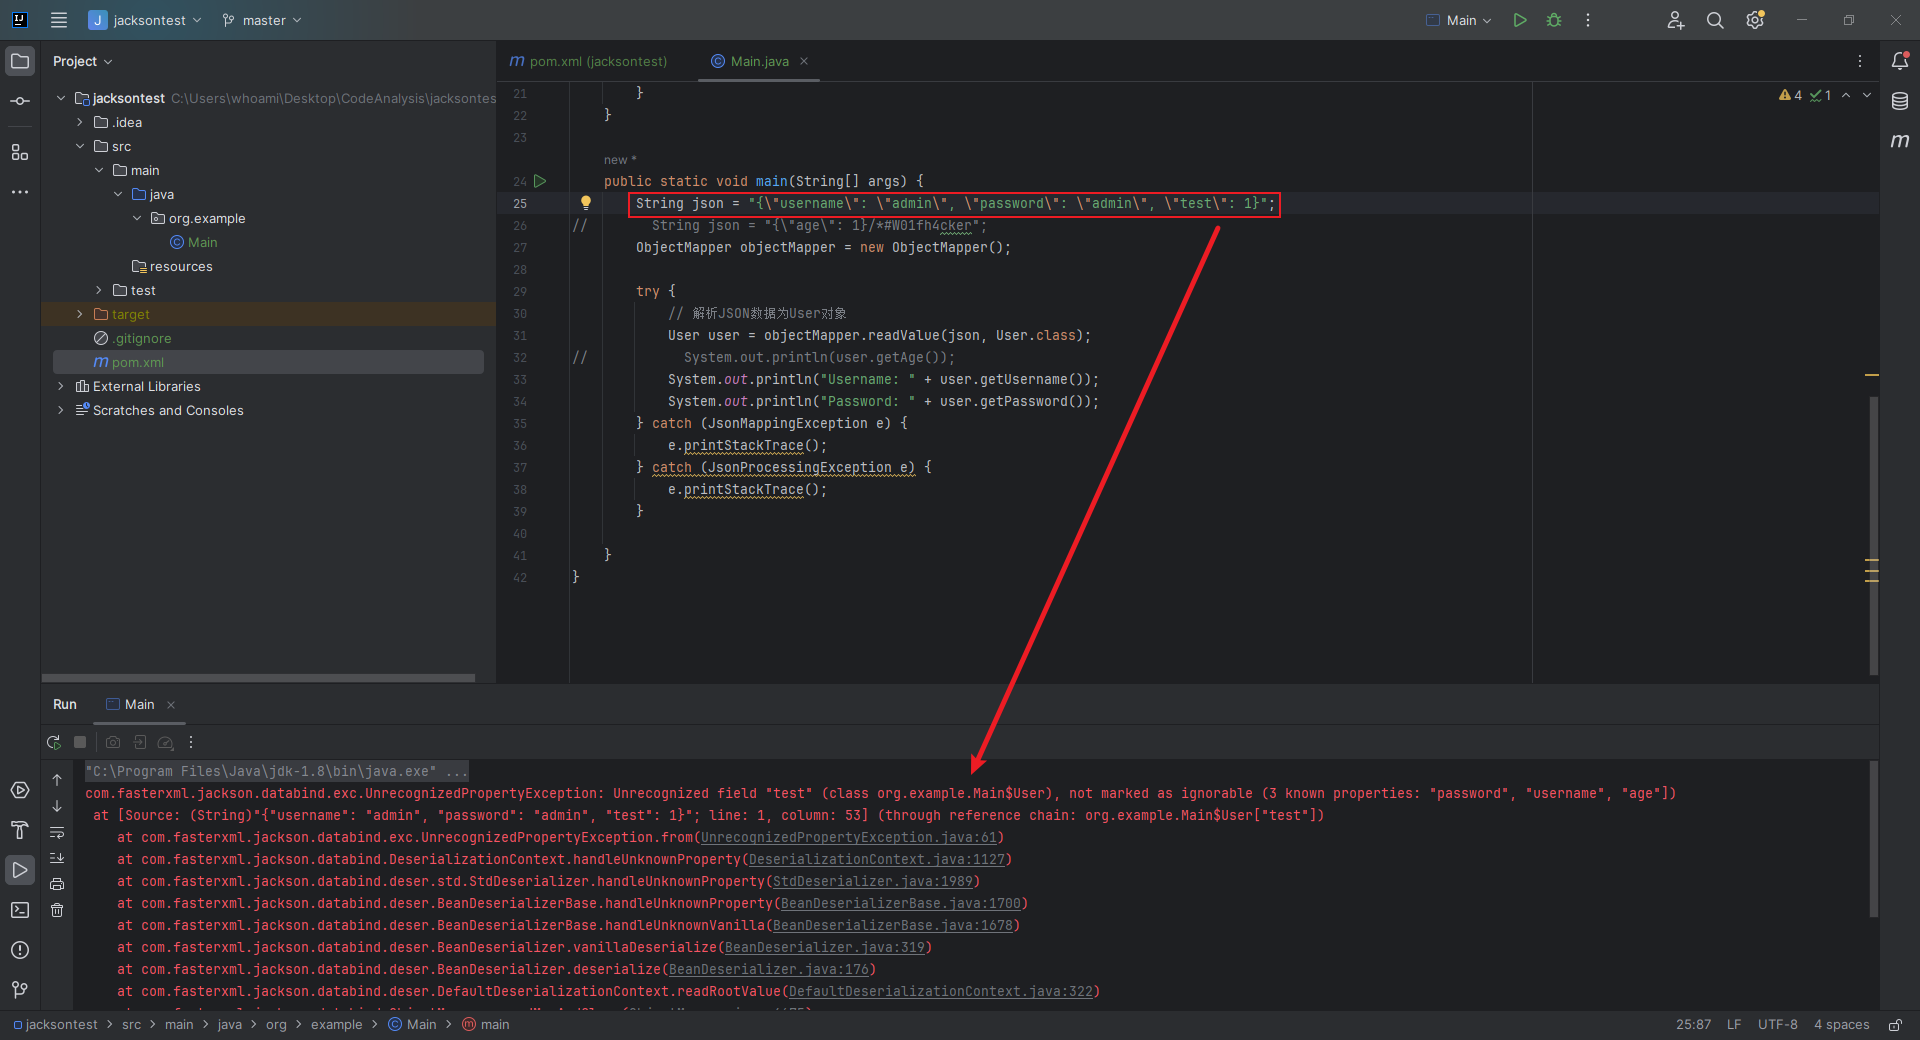 J jacksontest master Main
Project
jacksontest C:\Users\whoami\Desktop\CodeAnalysis\jacksontes
.idea
src
main
java
org.example
Main
resources
test
target
.gitignore
m pom.xml
External Libraries
Scratches and Consoles
m pom.xml (jacksontest) Main.java
4 1
m
21 }
22 }
23
new *
24 public static void main(String[] args) {
25 String json = "{\"username\": \"admin\", \"password\": \"admin\", \"test\": 1}";
26 // String json = "{\"age\": 1}/*#W01fh4cker";
27 ObjectMapper objectMapper = new ObjectMapper();
28
29 try {
30 // 解析JSON数据为User对象
31 User user = objectMapper.readValue(json, User.class);
32 // System.out.println(user.getAge());
33 System.out.println("Username: " + user.getUsername());
34 System.out.println("Password: " + user.getPassword());
35 } catch (JsonMappingException e) {
36 e.printStackTrace();
37 } catch (JsonProcessingException e) {
38 e.printStackTrace();
39 }
40
41 }
42 }
Run Main
"C:\Program Files\Java\jdk-1.8\bin\java.exe" ...
com.fasterxml.jackson.databind.exc.UnrecognizedPropertyException: Unrecognized field "test" (class org.example.Main$User), not marked as ignorable (3 known properties: "password", "username", "age"])
at [Source: (String)"{"username": "admin", "password": "admin", "test": 1}"; line: 1, column: 53] (through reference chain: org.example.Main$User["test"])
at com.fasterxml.jackson.databind.exc.UnrecognizedPropertyException.from(UnrecognizedPropertyException.java:61)
at com.fasterxml.jackson.databind.DeserializationContext.handleUnknownProperty(DeserializationContext.java:1127)
at com.fasterxml.jackson.databind.deser.std.StdDeserializer.handleUnknownProperty(StdDeserializer.java:1989)
at com.fasterxml.jackson.databind.deser.BeanDeserializerBase.handleUnknownProperty(BeanDeserializerBase.java:1700)
at com.fasterxml.jackson.databind.deser.BeanDeserializerBase.handleUnknownVanilla(BeanDeserializerBase.java:1678)
at com.fasterxml.jackson.databind.deser.BeanDeserializer.vanillaDeserialize(BeanDeserializer.java:319)
at com.fasterxml.jackson.databind.deser.BeanDeserializer.deserialize(BeanDeserializer.java:176)
at com.fasterxml.jackson.databind.deser.DefaultDeserializationContext.readRootValue(DefaultDeserializationContext.java:322)
jacksontest > src > main > java > org > example > Main > main 25:87 LF UTF-8 4 spaces